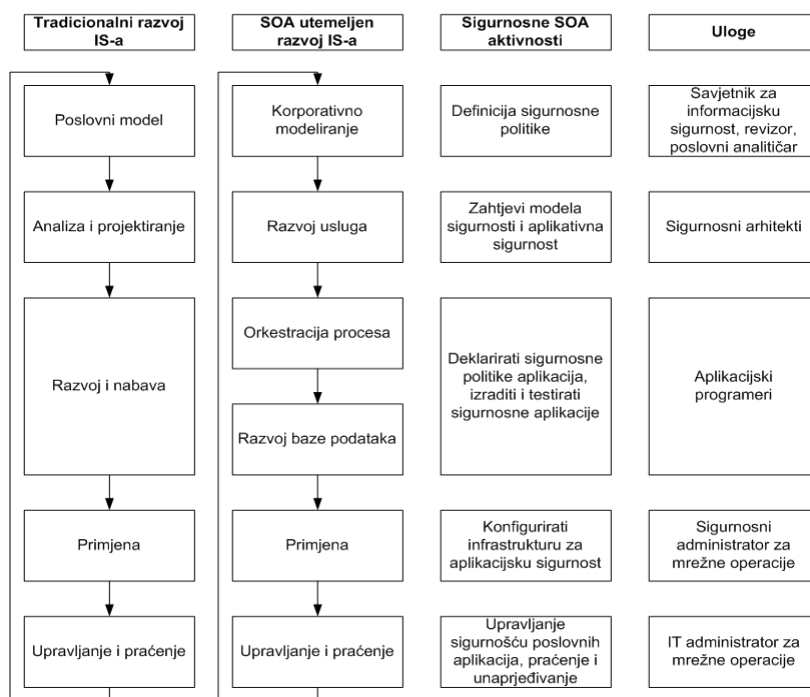 Tradicionalni razvoj
IS-a
SOA utemeljen
razvoj IS-a
Sigurnosne SOA
aktivnosti
Uloge
Poslovni model
Korporativno
modeliranje
Definicija sigurnosne
politike
Savjetnik za
informacijsku
sigurnost, revizor,
poslovni analitičar
Analiza i projektiranje
Razvoj usluga
Zahtjevi modela
sigurnosti i aplikativna
sigurnost
Sigurnosni arhitekti
Razvoj i nabava
Orkestracija procesa
Razvoj baze podataka
Deklarirati sigurnosne
politike aplikacija,
izraditi i testirati
sigurnosne aplikacije
Aplikacijski
programeri
Primjena
Primjena
Konfigurirati
infrastrukturu za
aplikacijsku sigurnost
Sigurnosni
administrator za
mrežne operacije
Upravljanje i praćenje
Upravljanje i praćenje
Upravljanje
sigurnošću poslovnih
aplikacija, praćenje i
unaprjeđivanje
IT administrator za
mrežne operacije